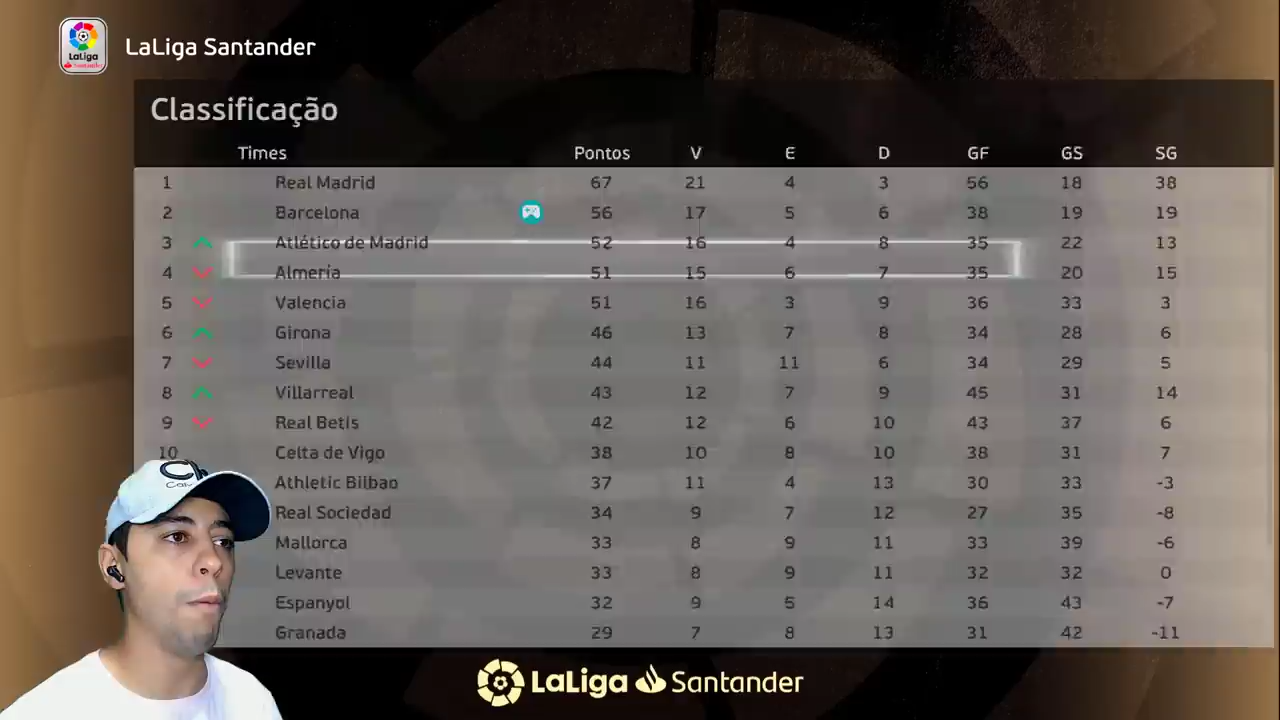 LaLiga Santander
LaLiga
Santander
Classificação
Times Pontos V E D GF GS SG
1 Real Madrid 67 21 4 3 56 18 38
2 Barcelona 56 17 5 6 38 19 19
3 Atlético de Madrid 52 16 4 8 35 22 13
4 Almería 51 15 6 7 35 20 15
5 Valencia 51 16 3 9 36 33 3
6 Girona 46 13 7 8 34 28 6
7 Sevilla 44 11 11 6 34 29 5
8 Villarreal 43 12 7 9 45 31 14
9 Real Betis 42 12 6 10 43 37 6
10 Celta de Vigo 38 10 8 10 38 31 7
Athletic Bilbao 37 11 4 13 30 33 -3
Real Sociedad 34 9 7 12 27 35 -8
Mallorca 33 8 9 11 33 39 -6
Levante 33 8 9 11 32 32 0
Espanyol 32 9 5 14 36 43 -7
Granada 29 7 8 13 31 42 -11
LaLiga Santander